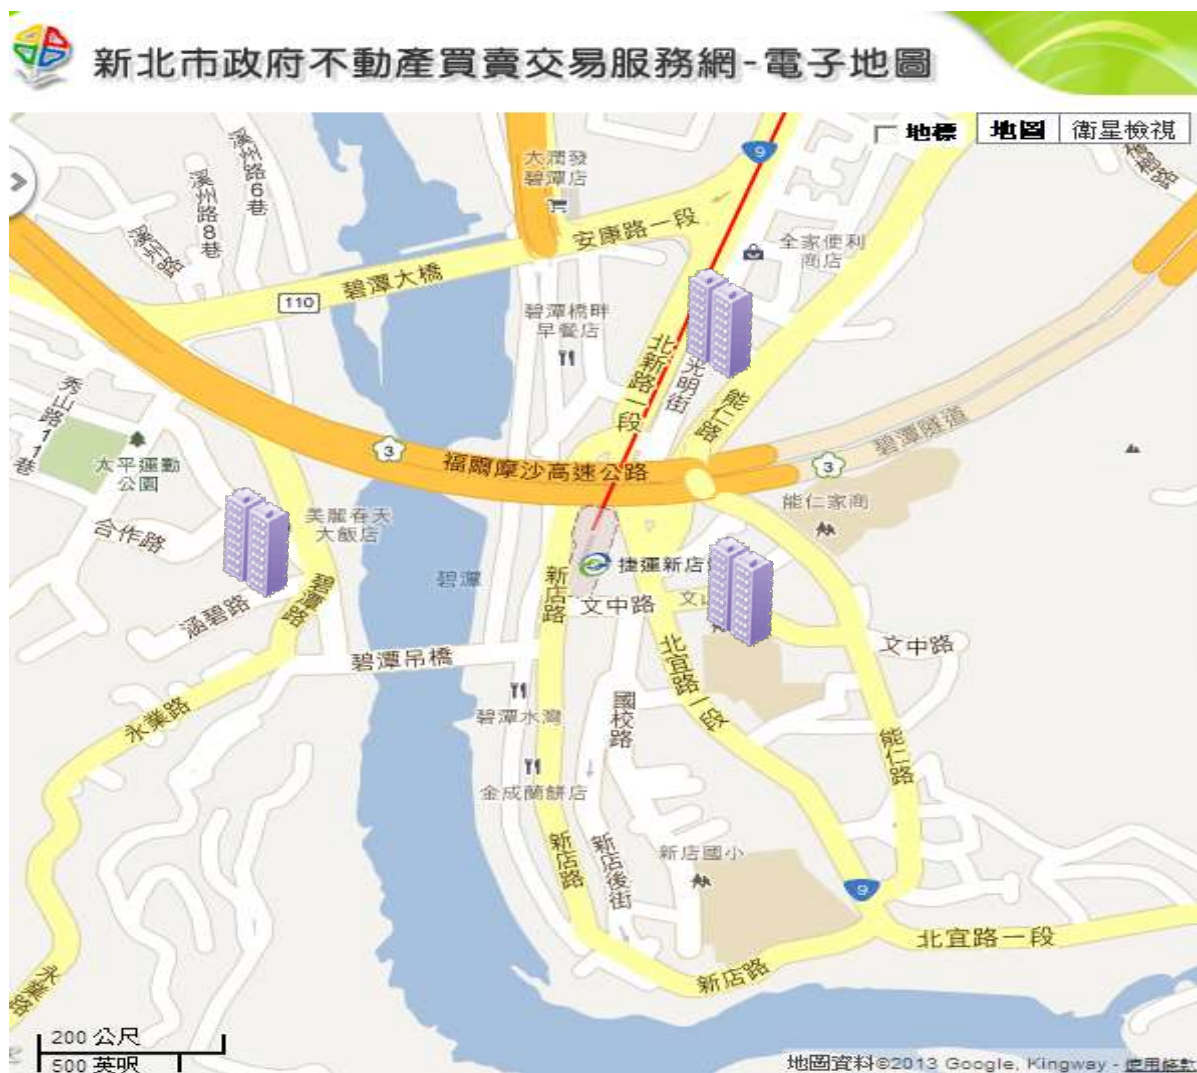 新北市政府不動產買賣交易服務網-電子地圖
地標
地圖
衛星檢視
溪州路6巷
溪州路8巷
溪州路
大潤發
碧潭店
9
安康路一段
全家便利
商店
碧潭大橋
110
碧潭橋畔
早餐店
北新路一段
光明街
能仁路
碧潭隧道
秀山路11巷
太平運動
公園
3
福爾摩沙高速公路
3
能仁家商
合作路
美麗春天
大飯店
碧潭
捷運新店
新店路
文中路
涵碧路
碧潭路
碧潭吊橋
北宜路一段
文中路
永業路
碧潭水灣
國校路
能仁路
金成蘭餅店
新店路
新店後街
新店國小
9
北宜路一段
新店路
永業路
200 公尺
500 英呎
地圖資料©2013 Google, Kingway - 使用條款